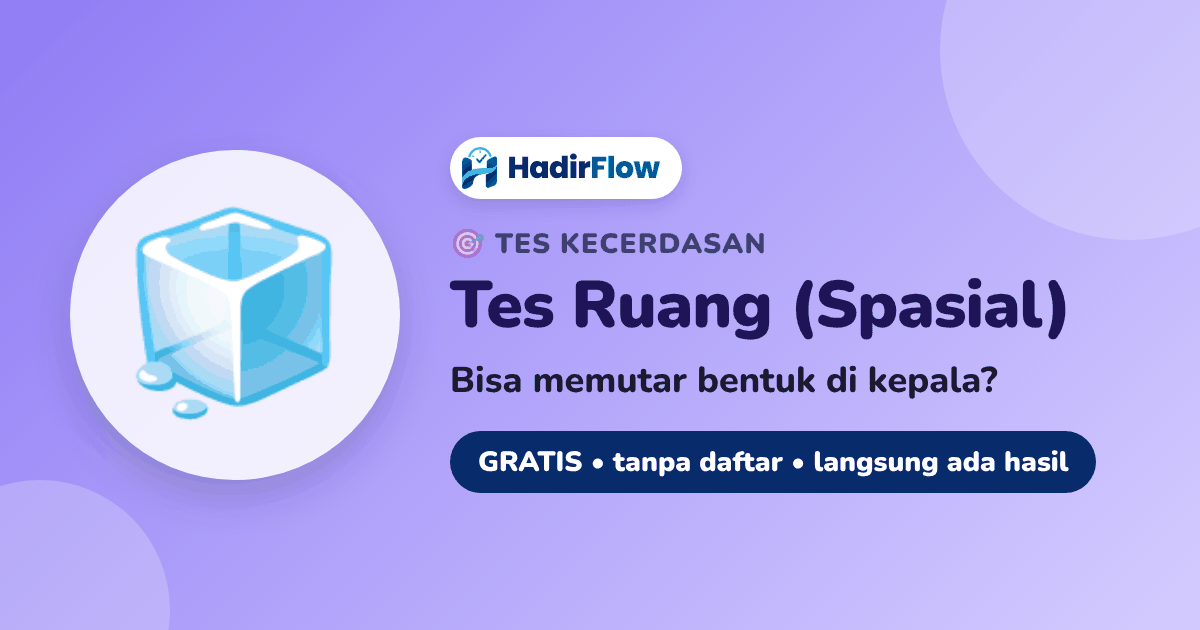 HadirFlow
TES KECERDASAN
Tes Ruang (Spasial)
Bisa memutar bentuk di kepala?
GRATIS • tanpa daftar • langsung ada hasil